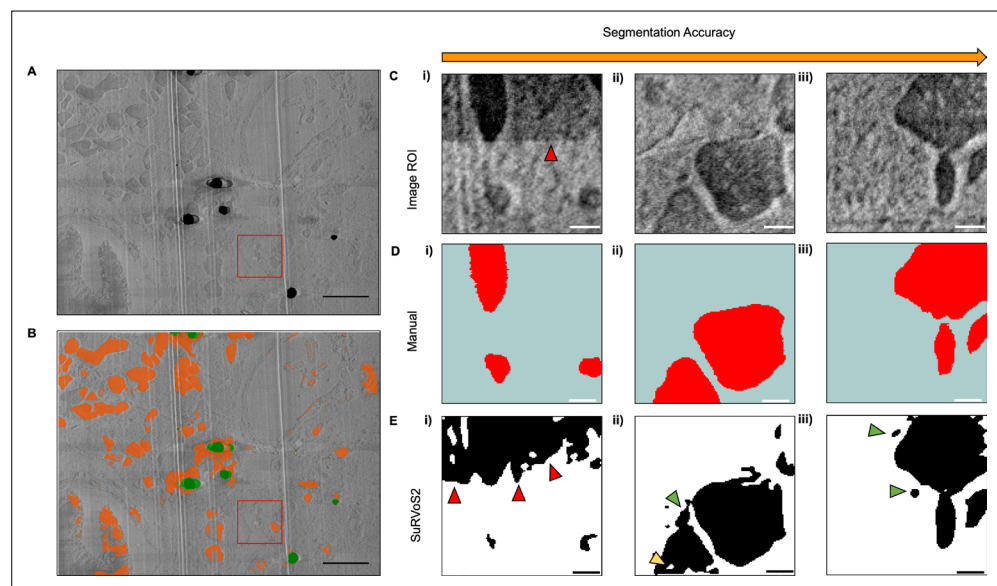 Segmentation Accuracy
A
C i) ii) iii)
Image ROI
D i) ii) iii)
Manual
B
E i) ii) iii)
SuRVoS2